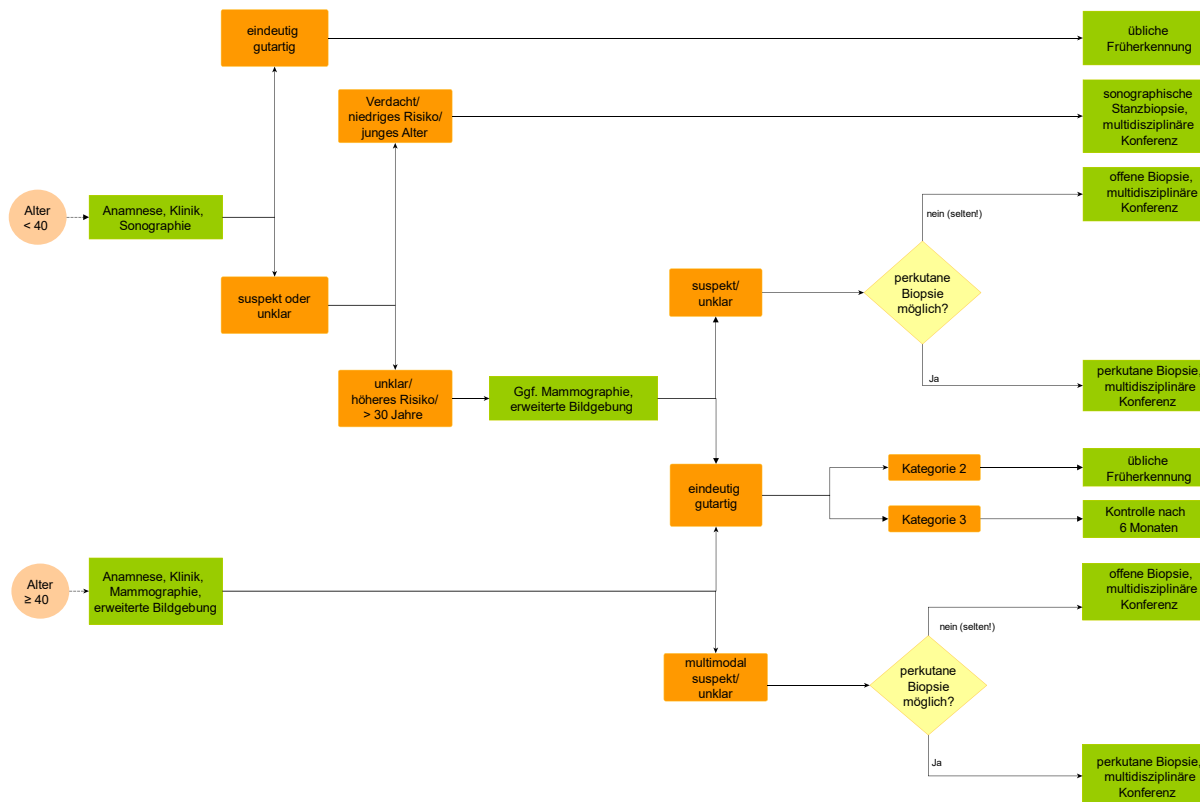 eindeutig
gutartig
übliche
Früherkennung
Verdacht/
niedriges Risiko/
junges Alter
sonographische
Stanzbiopsie,
multidisziplinäre
Konferenz
Alter
< 40
Anamnese, Klinik,
Sonographie
offene Biopsie,
multidisziplinäre
Konferenz
nein (selten!)
suspekt oder
unklar
suspekt/
unklar
perkutane
Biopsie
möglich?
Ja
unklar/
höheres Risiko/
> 30 Jahre
Ggf. Mammographie,
erweiterte Bildgebung
perkutane Biopsie,
multidisziplinäre
Konferenz
eindeutig
gutartig
Kategorie 2
übliche
Früherkennung
Kategorie 3
Kontrolle nach
6 Monaten
Alter
≥ 40
Anamnese, Klinik,
Mammographie,
erweiterte Bildgebung
offene Biopsie,
multidisziplinäre
Konferenz
nein (selten!)
multimodal
suspekt/
unklar
perkutane
Biopsie
möglich?
Ja
perkutane Biopsie,
multidisziplinäre
Konferenz